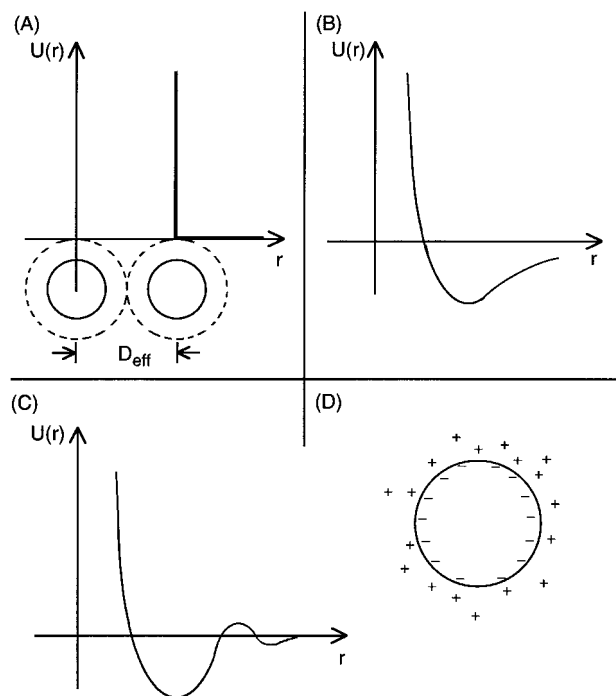 (A)
U(r)
r
D_eff
(B)
U(r)
r
(C)
U(r)
r
(D)
+ + + + + + + + + + + + + + + + + +
− − − − − − − − − − − −